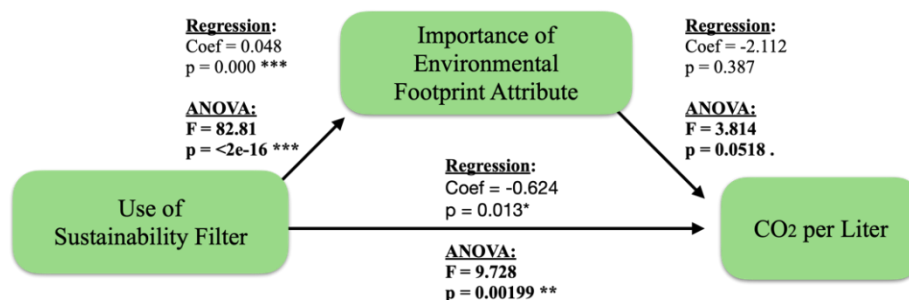 Regression:
Coef = 0.048
p = 0.000 ***
ANOVA:
F = 82.81
p = <2e-16 ***
Importance of
Environmental
Footprint Attribute
Regression:
Coef = -2.112
p = 0.387
ANOVA:
F = 3.814
p = 0.0518 .
Use of
Sustainability Filter
Regression:
Coef = -0.624
p = 0.013*
ANOVA:
F = 9.728
p = 0.00199 **
CO2 per Liter